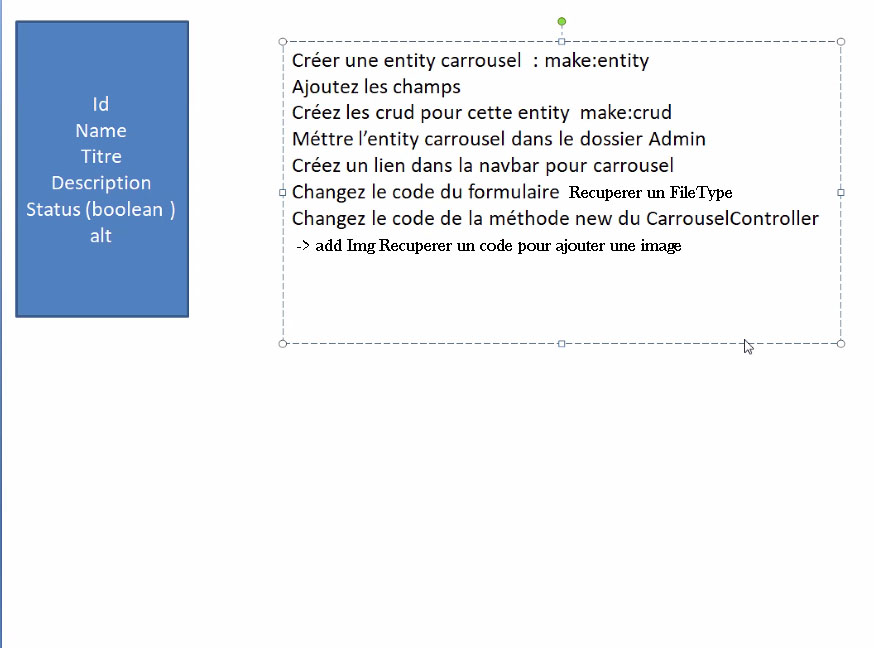 Id
Name
Titre
Description
Status (boolean )
alt
Créer une entity carrousel : make:entity
Ajoutez les champs
Créez les crud pour cette entity make:crud
Méttre l’entity carrousel dans le dossier Admin
Créez un lien dans la navbar pour carrousel
Changez le code du formulaire Recuperer un FileType
Changez le code de la méthode new du CarrouselController
-> add Img Recuperer un code pour ajouter une image